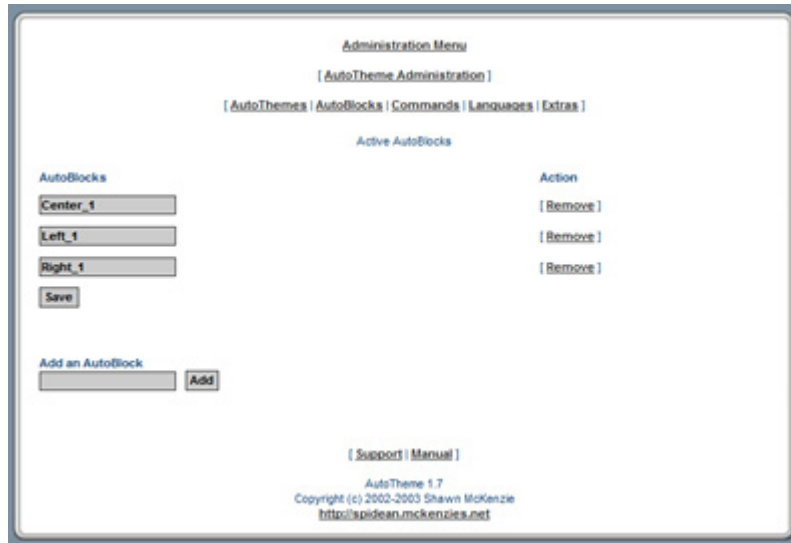 Administration Menu
[ AutoTheme Administration ]
[ AutoThemes | AutoBlocks | Commands | Languages | Extras ]
Active AutoBlocks
AutoBlocks Action
Center_1 [ Remove ]
Left_1 [ Remove ]
Right_1 [ Remove ]
Save
Add an AutoBlock
Add
[ Support | Manual ]
AutoTheme 1.7
Copyright (c) 2002-2003 Shawn McKenzie
http://spidean.mckenzies.net